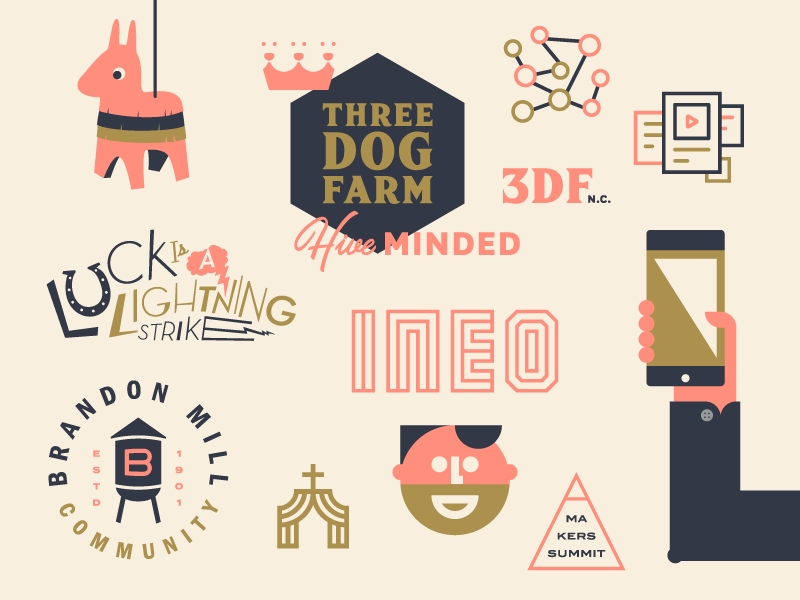 THREE
DOG
FARM
3DF N.C.
Hive MINDED
LUCK Is A
LIGHTNING
STRIKE
INEO
BRANDON MILL
B
ESTD
1901
COMMUNITY
MA
KERS
SUMMIT